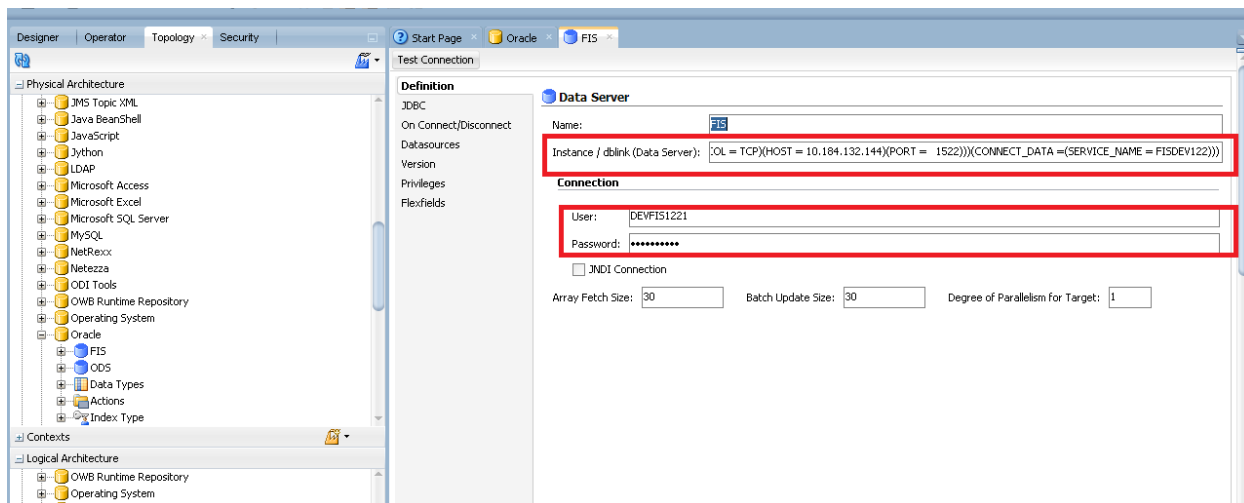 Designer Operator Topology Security
Start Page Oracle FIS
Test Connection
Physical Architecture
JMS Topic XML
Java BeanShell
JavaScript
Jython
LDAP
Microsoft Access
Microsoft Excel
Microsoft SQL Server
MySQL
NetRexx
Netezza
ODI Tools
OWB Runtime Repository
Operating System
Oracle
FIS
ODS
Data Types
Actions
Index Type
Contexts
Logical Architecture
OWB Runtime Repository
Operating System
Definition
JDBC
On Connect/Disconnect
Datasources
Version
Privileges
Flexfields
Data Server
Name: FIS
Instance / dblink (Data Server): :OL = TCP)(HOST = 10.184.132.144)(PORT = 1522)))(CONNECT_DATA =(SERVICE_NAME = FISDEV122)))
Connection
User: DEVFIS1221
Password: ••••••••••
JNDI Connection
Array Fetch Size: 30 Batch Update Size: 30 Degree of Parallelism for Target: 1